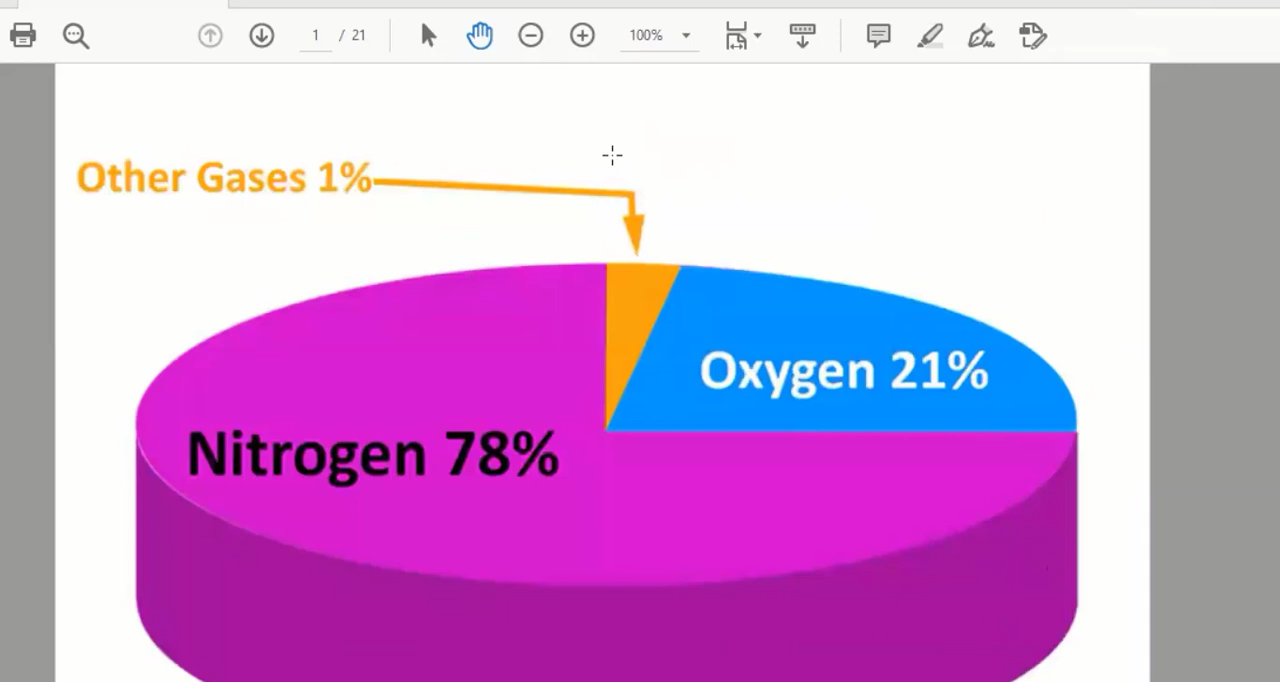 1 / 21
100%
Other Gases 1%
Oxygen 21%
Nitrogen 78%